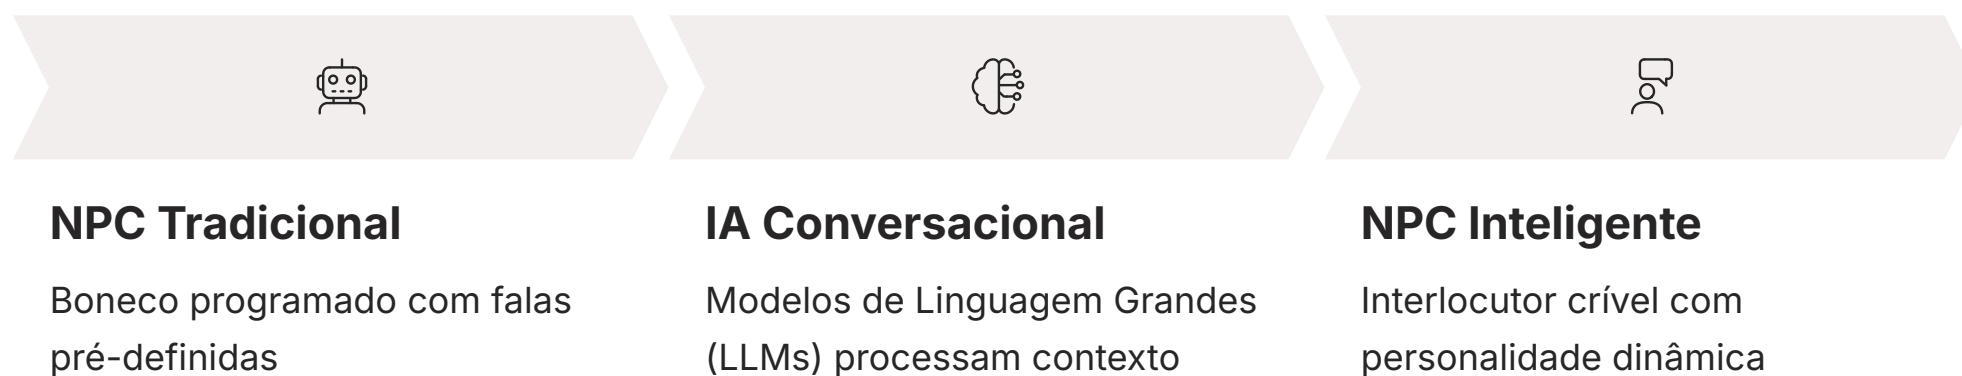 NPC Tradicional
Boneco programado com falas
pré-definidas
IA Conversacional
Modelos de Linguagem Grandes
(LLMs) processam contexto
NPC Inteligente
Interlocutor crível com
personalidade dinâmica